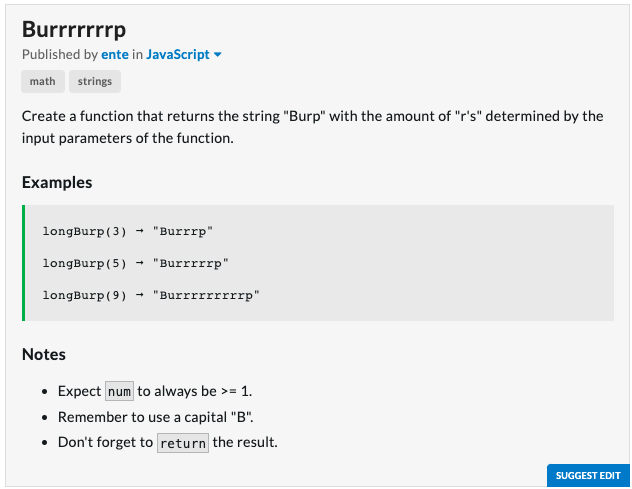 Burrrrrrrp
Published by ente in JavaScript
math strings
Create a function that returns the string "Burp" with the amount of "r's" determined by the
input parameters of the function.
Examples
longBurp(3) → "Burrrp"
longBurp(5) → "Burrrrrp"
longBurp(9) → "Burrrrrrrrrp"
Notes
• Expect num to always be >= 1.
• Remember to use a capital "B".
• Don't forget to return the result.
SUGGEST EDIT